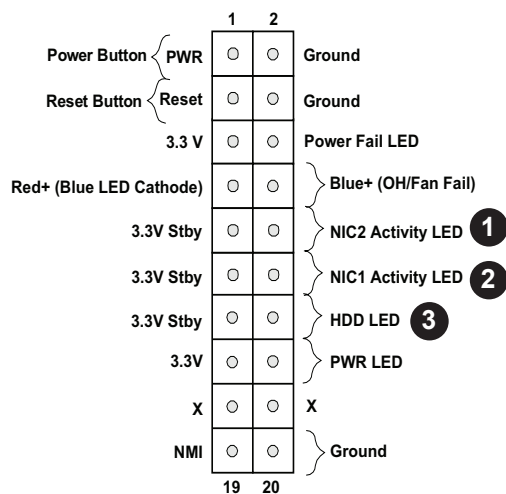 1 2
Power Button PWR Ground
Reset Button Reset Ground
3.3 V Power Fail LED
Red+ (Blue LED Cathode) Blue+ (OH/Fan Fail)
3.3V Stby NIC2 Activity LED 1
3.3V Stby NIC1 Activity LED 2
3.3V Stby HDD LED 3
3.3V PWR LED
X X
NMI Ground
19 20